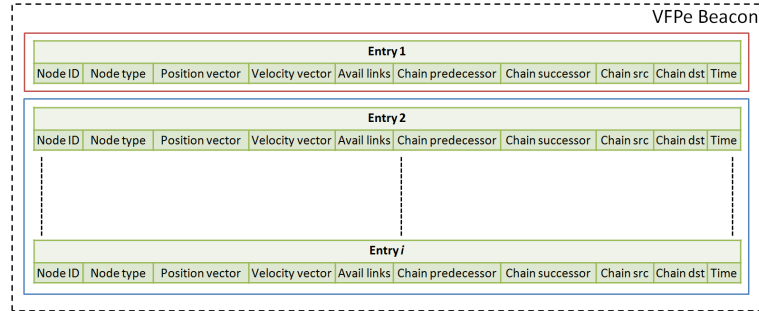 VFPe Beacon
Entry 1
Node ID Node type Position vector Velocity vector Avail links Chain predecessor Chain successor Chain src Chain dst Time
Entry 2
Node ID Node type Position vector Velocity vector Avail links Chain predecessor Chain successor Chain src Chain dst Time
Entry i
Node ID Node type Position vector Velocity vector Avail links Chain predecessor Chain successor Chain src Chain dst Time